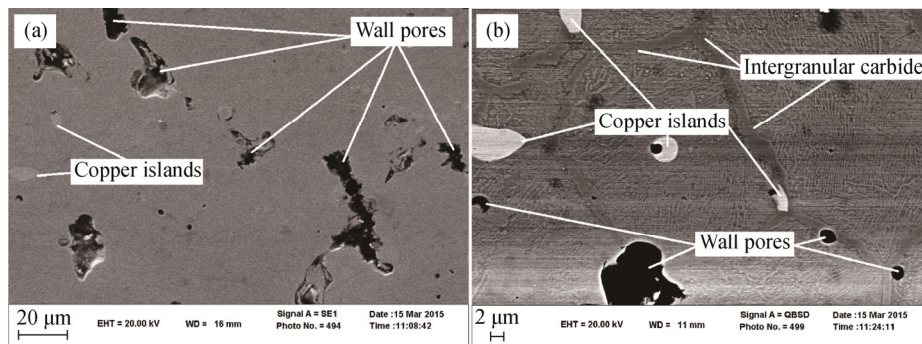 (a)
Wall pores
Copper islands
20 μm
EHT = 20.00 kV
WD = 16 mm
Signal A = SE1
Photo No. = 494
Date :15 Mar 2015
Time :11:08:42
(b)
Intergranular carbide
Copper islands
Wall pores
2 μm
EHT = 20.00 kV
WD = 11 mm
Signal A = QBSD
Photo No. = 499
Date :15 Mar 2015
Time :11:24:11